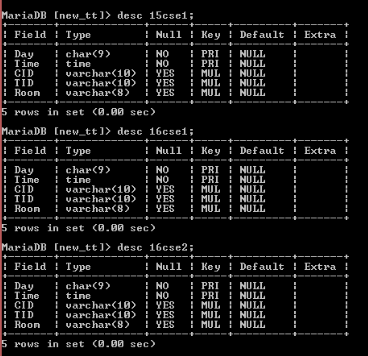 MariaDB [new_tt]> desc 15cse1;
+-------+-------------+------+-----+---------+-------+
| Field | Type        | Null | Key | Default | Extra |
+-------+-------------+------+-----+---------+-------+
| Day   | char(9)     | NO   | PRI | NULL    |       |
| Time  | time        | NO   | PRI | NULL    |       |
| CID   | varchar(10) | YES  | MUL | NULL    |       |
| TID   | varchar(10) | YES  | MUL | NULL    |       |
| Room  | varchar(8)  | YES  | MUL | NULL    |       |
+-------+-------------+------+-----+---------+-------+
5 rows in set (0.00 sec)
MariaDB [new_tt]> desc 16cse1;
+-------+-------------+------+-----+---------+-------+
| Field | Type        | Null | Key | Default | Extra |
+-------+-------------+------+-----+---------+-------+
| Day   | char(9)     | NO   | PRI | NULL    |       |
| Time  | time        | NO   | PRI | NULL    |       |
| CID   | varchar(10) | YES  | MUL | NULL    |       |
| TID   | varchar(10) | YES  | MUL | NULL    |       |
| Room  | varchar(8)  | YES  | MUL | NULL    |       |
+-------+-------------+------+-----+---------+-------+
5 rows in set (0.00 sec)
MariaDB [new_tt]> desc 16cse2;
+-------+-------------+------+-----+---------+-------+
| Field | Type        | Null | Key | Default | Extra |
+-------+-------------+------+-----+---------+-------+
| Day   | char(9)     | NO   | PRI | NULL    |       |
| Time  | time        | NO   | PRI | NULL    |       |
| CID   | varchar(10) | YES  | MUL | NULL    |       |
| TID   | varchar(10) | YES  | MUL | NULL    |       |
| Room  | varchar(8)  | YES  | MUL | NULL    |       |
+-------+-------------+------+-----+---------+-------+
5 rows in set (0.00 sec)